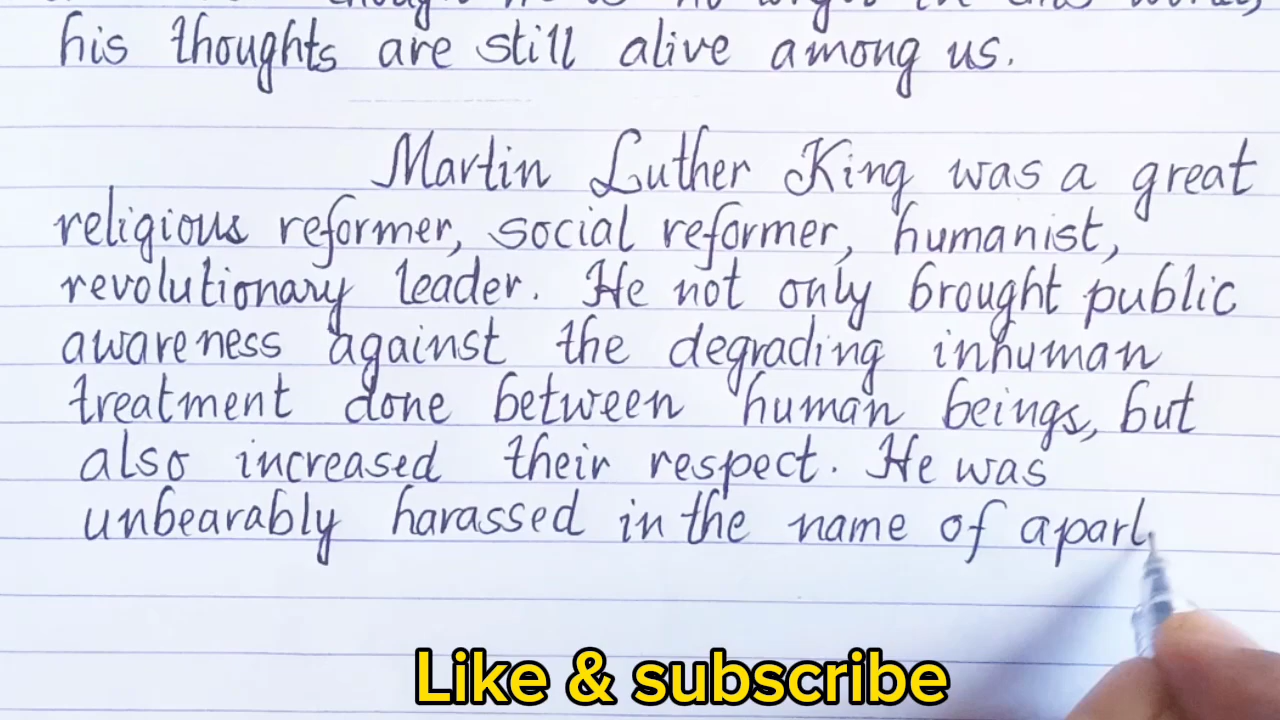 his thoughts are still alive among us.
Martin Luther King was a great
religious reformer, social reformer, humanist,
revolutionary leader. He not only brought public
awareness against the degrading inhuman
treatment done between human beings, but
also increased their respect. He was
unbearably harassed in the name of apart
Like & subscribe